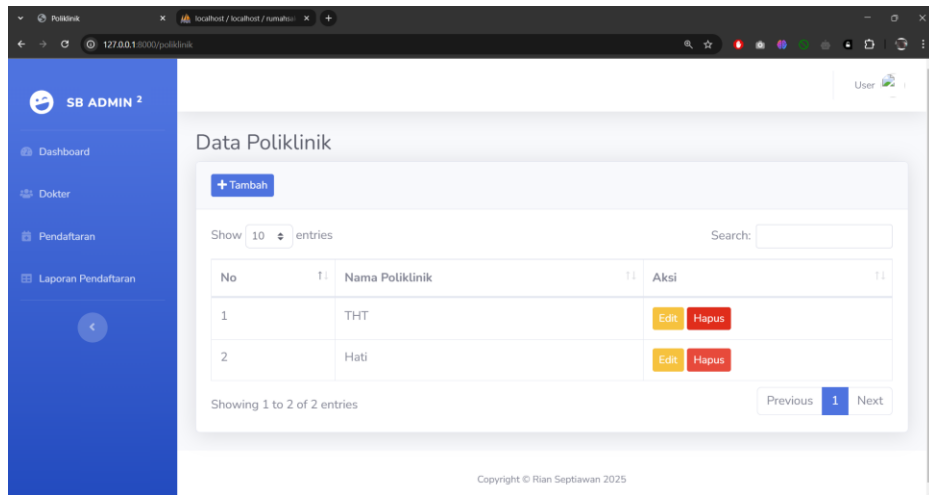 Poliklinik
localhost / localhost / rumahsa
127.0.0.1:8000/poliklinik
SB ADMIN 2
User
Dashboard
Dokter
Pendaftaran
Laporan Pendaftaran
Data Poliklinik
+ Tambah
Show 10 entries Search:
No Nama Poliklinik Aksi
1 THT Edit Hapus
2 Hati Edit Hapus
Showing 1 to 2 of 2 entries Previous 1 Next
Copyright © Rian Septiawan 2025